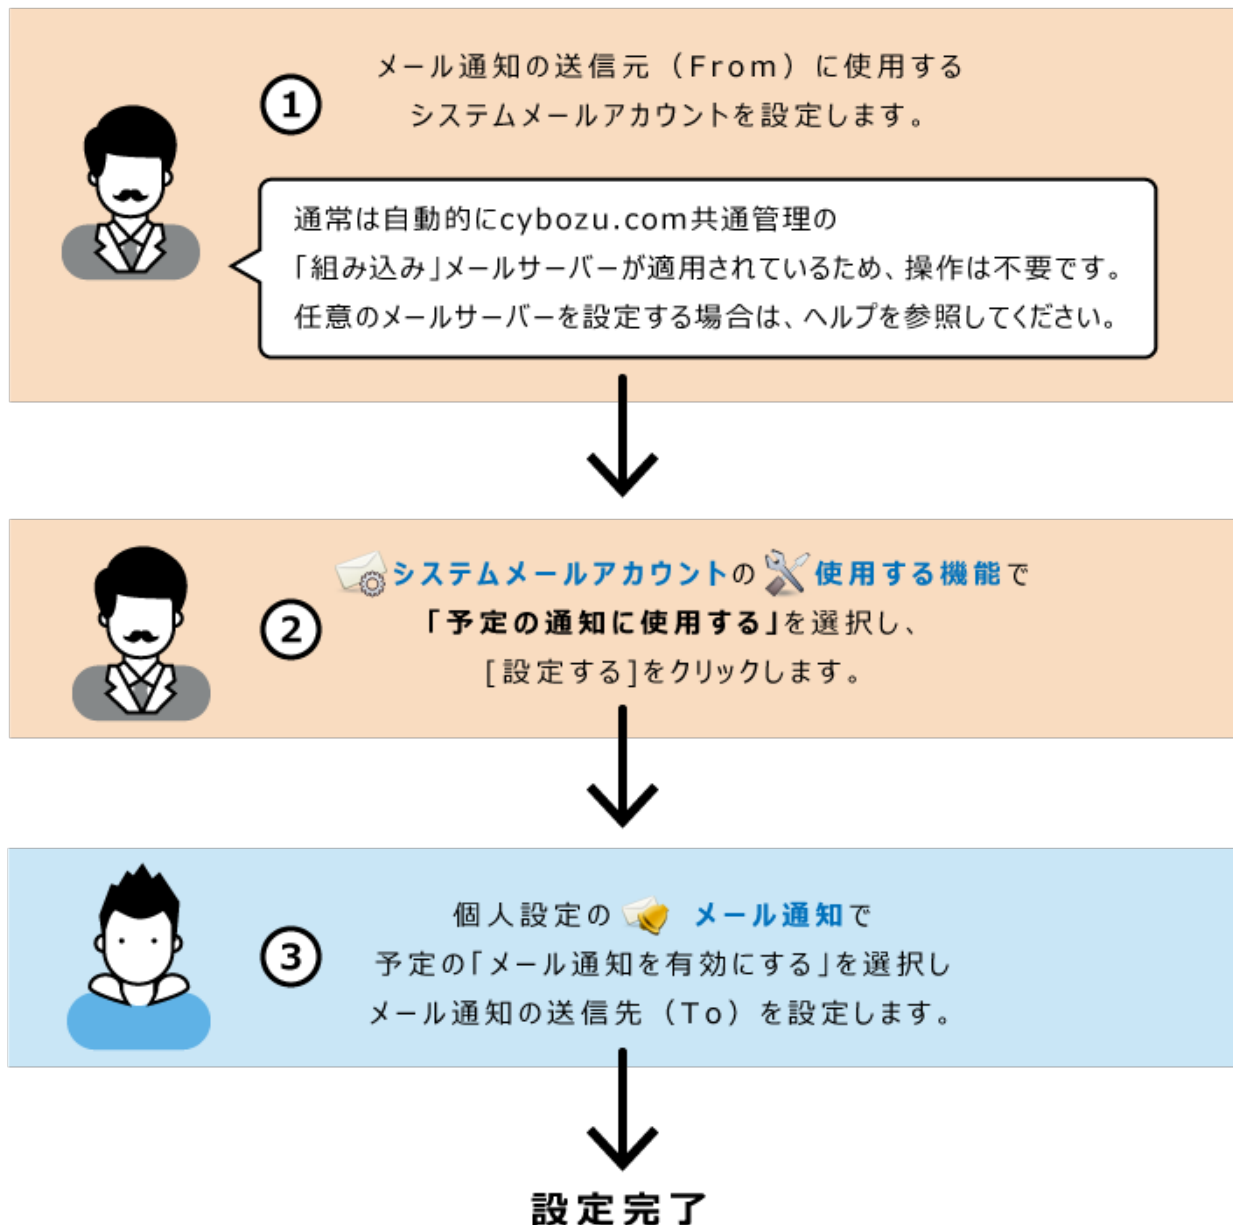 ①
メール通知の送信元（From）に使用する
システムメールアカウントを設定します。
通常は自動的にcybozu.com共通管理の
「組み込み」メールサーバーが適用されているため、操作は不要です。
任意のメールサーバーを設定する場合は、ヘルプを参照してください。
②
システムメールアカウントの 使用する機能で
「予定の通知に使用する」を選択し、
[設定する]をクリックします。
③
個人設定の メール通知で
予定の「メール通知を有効にする」を選択し
メール通知の送信先（To）を設定します。
設定完了